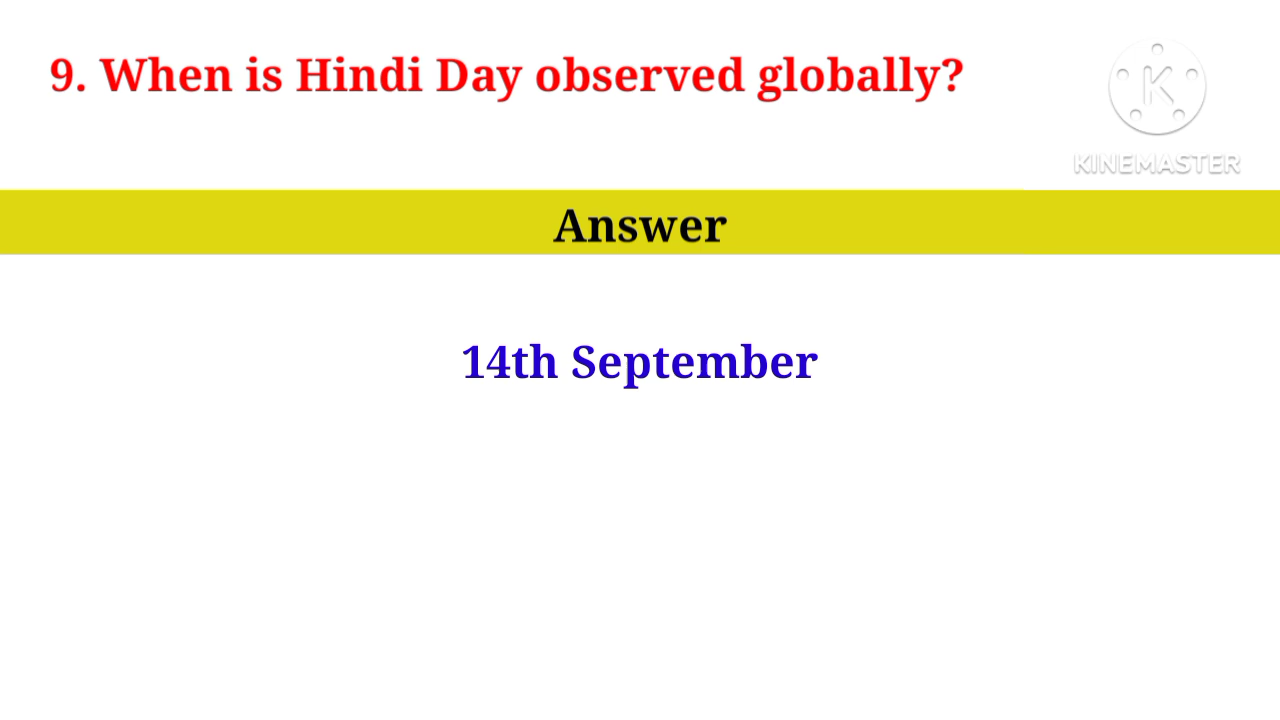 9. When is Hindi Day observed globally?
K
KINEMASTER
Answer
14th September